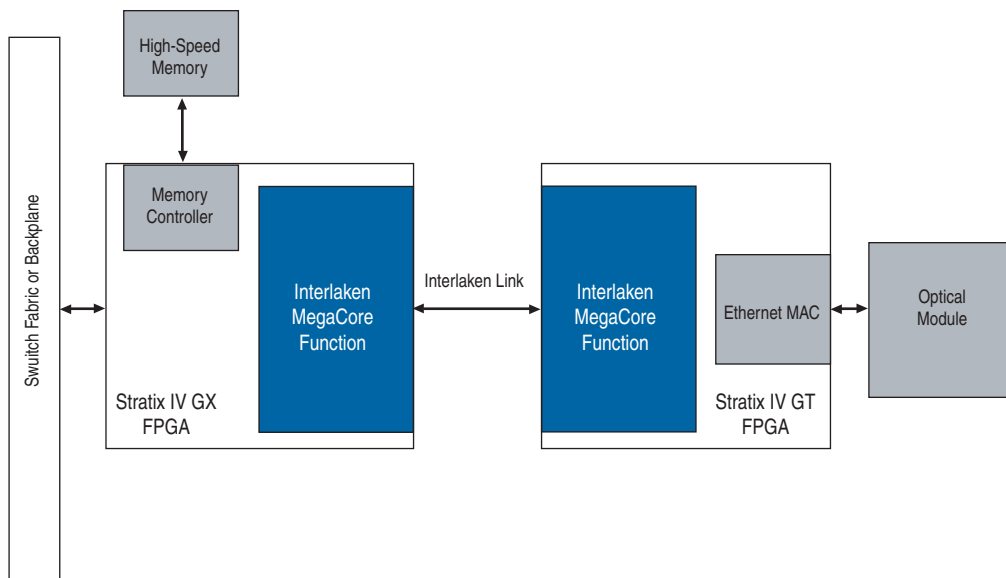 High-Speed
Memory
Memory
Controller
Swuitch Fabric or Backplane
Interlaken
MegaCore
Function
Stratix IV GX
FPGA
Interlaken Link
Interlaken
MegaCore
Function
Ethernet MAC
Stratix IV GT
FPGA
Optical
Module